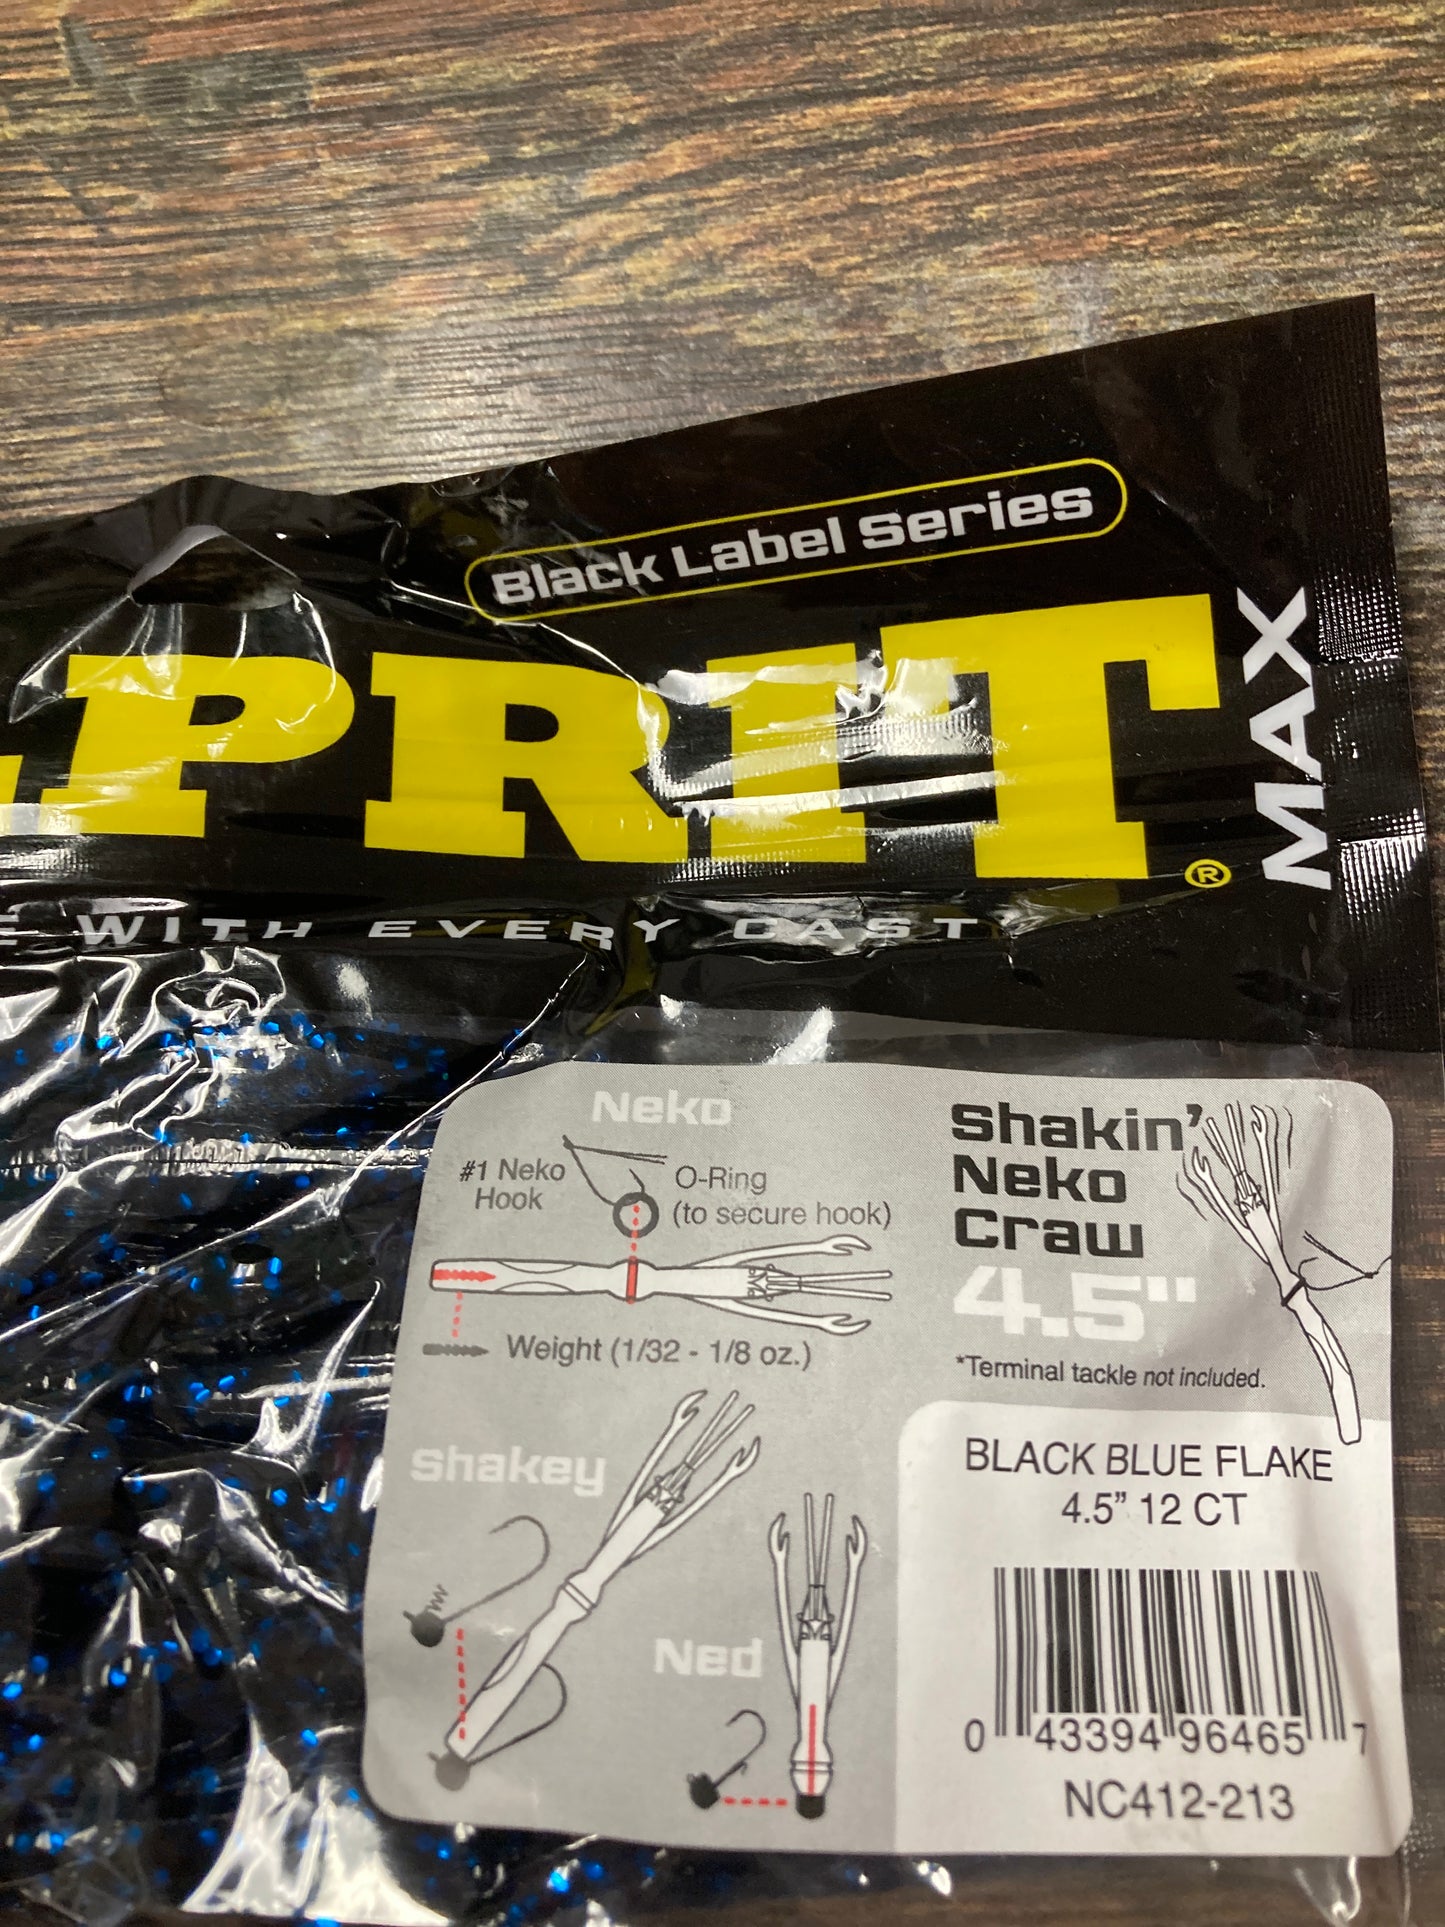 Black Label Series
PRIT®
MAX
WITH EVERY CAST
Neko
#1 Neko
Hook
O-Ring
(to secure hook)
Weight (1/32 - 1/8 oz.)
Shakey
Ned
Shakin’
Neko
Craw
4.5"
*Terminal tackle not included.
BLACK BLUE FLAKE
4.5” 12 CT
0 43394 96465 7
NC412-213